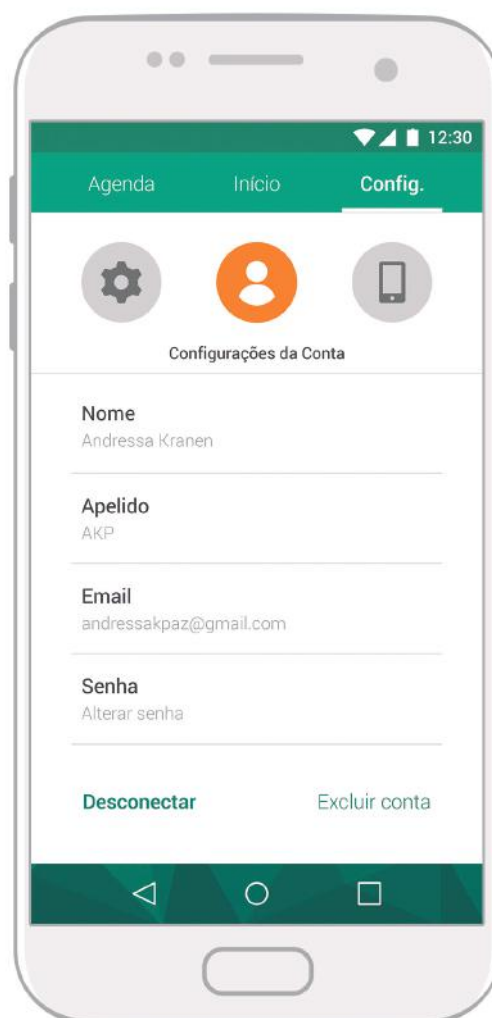 12:30
Agenda Início Config.
Configurações da Conta
Nome
Andressa Kranen
Apelido
AKP
Email
andressakpaz@gmail.com
Senha
Alterar senha
Desconectar Excluir conta